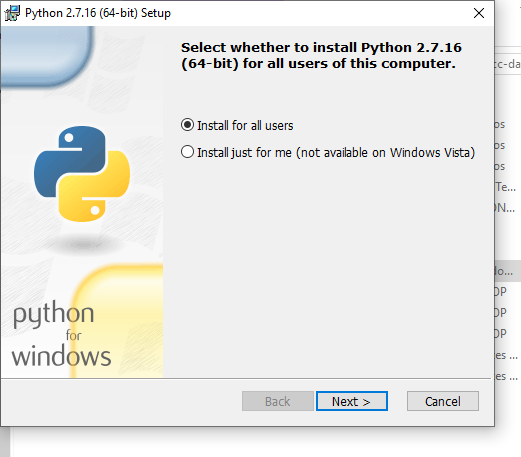 Python 2.7.16 (64-bit) Setup
Select whether to install Python 2.7.16
(64-bit) for all users of this computer.
Install for all users
Install just for me (not available on Windows Vista)
python
for
windows
Back
Next >
Cancel